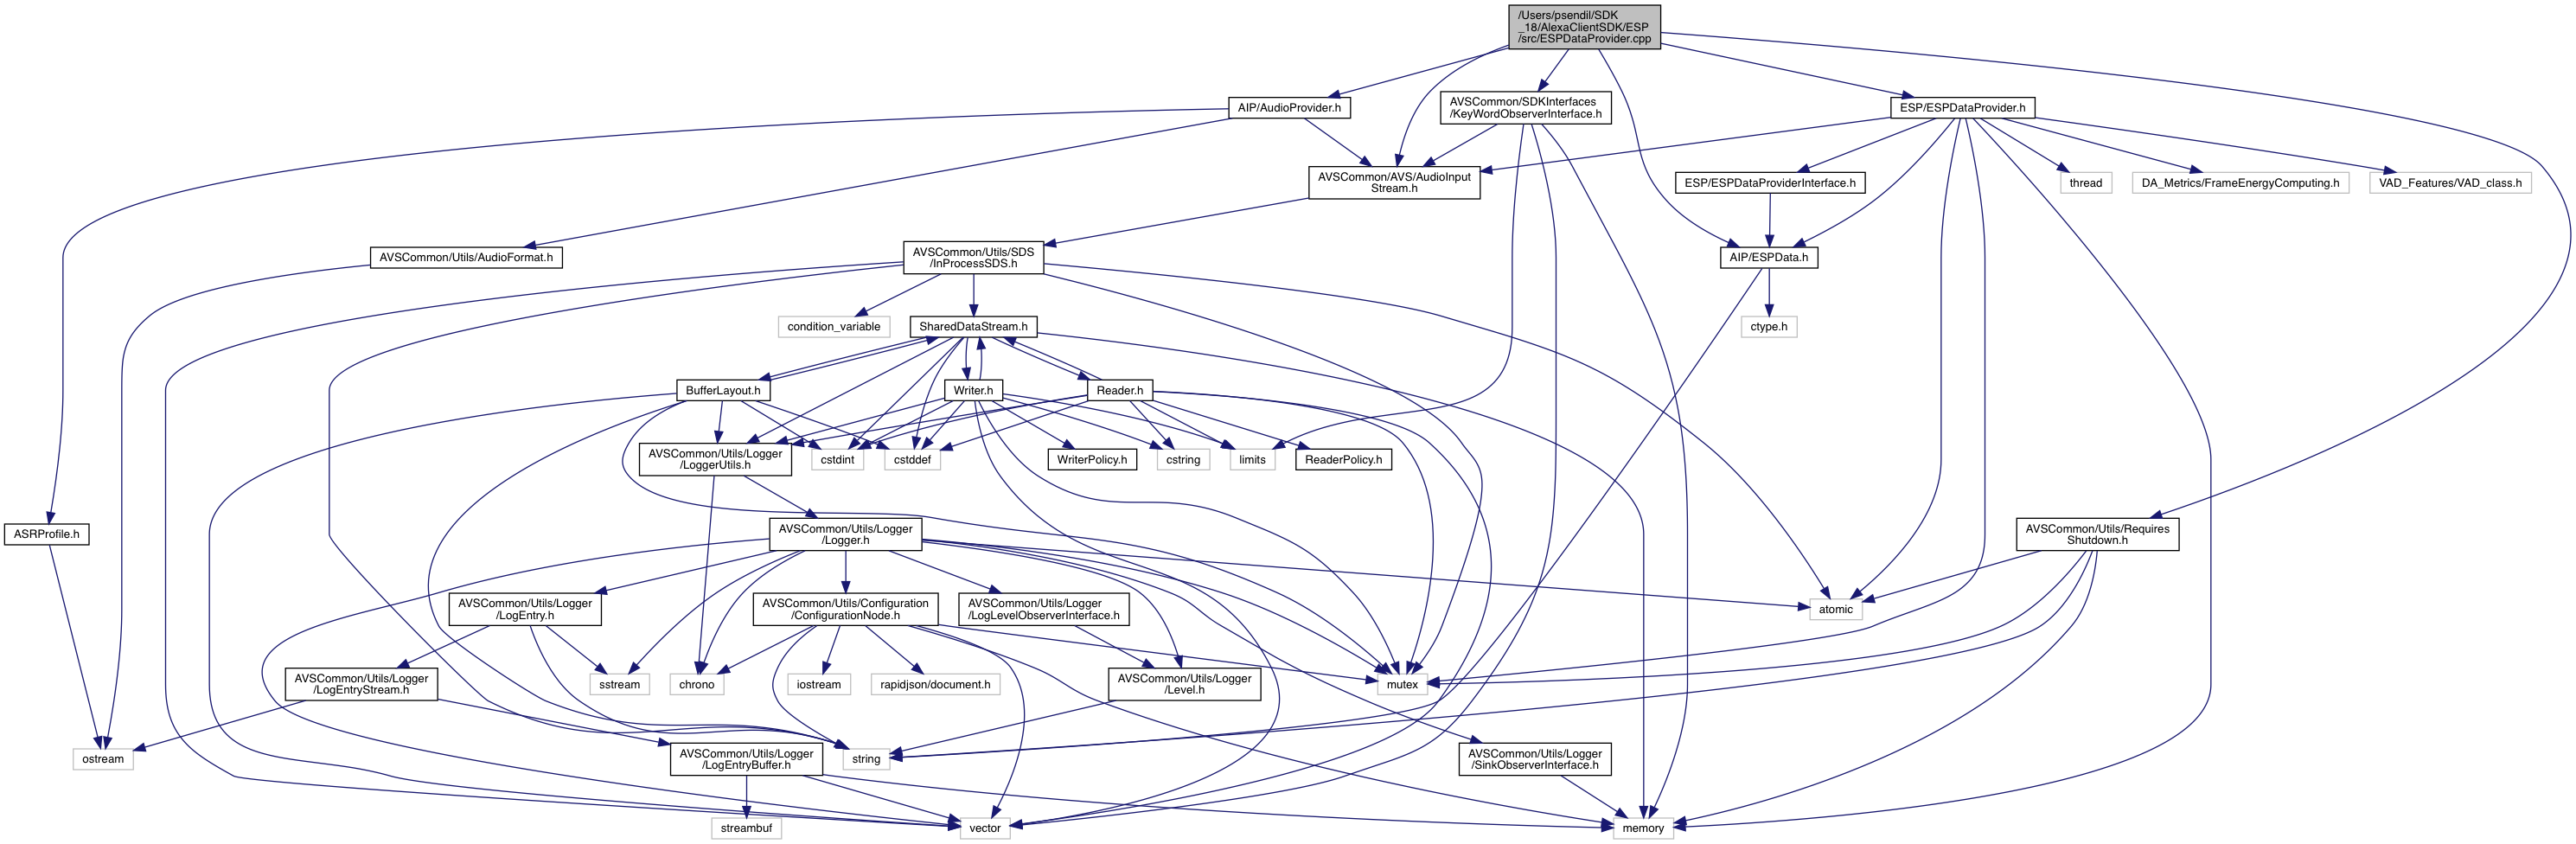 /Users/psendil/SDK
_18/AlexaClientSDK/ESP
/src/ESPDataProvider.cpp
AIP/AudioProvider.h
AVSCommon/SDKInterfaces
/KeyWordObserverInterface.h
ESP/ESPDataProvider.h
AVSCommon/AVS/AudioInput
Stream.h
ESP/ESPDataProviderInterface.h
thread
DA_Metrics/FrameEnergyComputing.h
VAD_Features/VAD_class.h
AVSCommon/Utils/AudioFormat.h
AVSCommon/Utils/SDS
/InProcessSDS.h
AIP/ESPData.h
condition_variable
SharedDataStream.h
ctype.h
BufferLayout.h
Writer.h
Reader.h
AVSCommon/Utils/Logger
/LoggerUtils.h
cstdint
cstddef
WriterPolicy.h
cstring
limits
ReaderPolicy.h
ASRProfile.h
AVSCommon/Utils/Logger
/Logger.h
AVSCommon/Utils/Requires
Shutdown.h
AVSCommon/Utils/Logger
/LogEntry.h
AVSCommon/Utils/Configuration
/ConfigurationNode.h
AVSCommon/Utils/Logger
/LogLevelObserverInterface.h
atomic
AVSCommon/Utils/Logger
/LogEntryStream.h
sstream
chrono
iostream
rapidjson/document.h
AVSCommon/Utils/Logger
/Level.h
mutex
ostream
AVSCommon/Utils/Logger
/LogEntryBuffer.h
string
AVSCommon/Utils/Logger
/SinkObserverInterface.h
streambuf
vector
memory